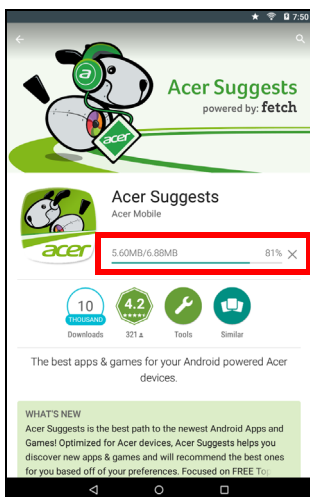 7:50
Acer Suggests
powered by: fetch
a
acer
Acer Suggests
Acer Mobile
acer
5.60MB/6.88MB 81%
10
THOUSAND
4.2
Downloads 321 Tools Similar
The best apps & games for your Android powered Acer
devices.
WHAT'S NEW
Acer Suggests is the best path to the newest Android Apps and
Games! Optimized for Acer devices, Acer Suggests helps you
discover new apps & games and will recommend the best ones
for you based off of your preferences. Focused on FREE Top